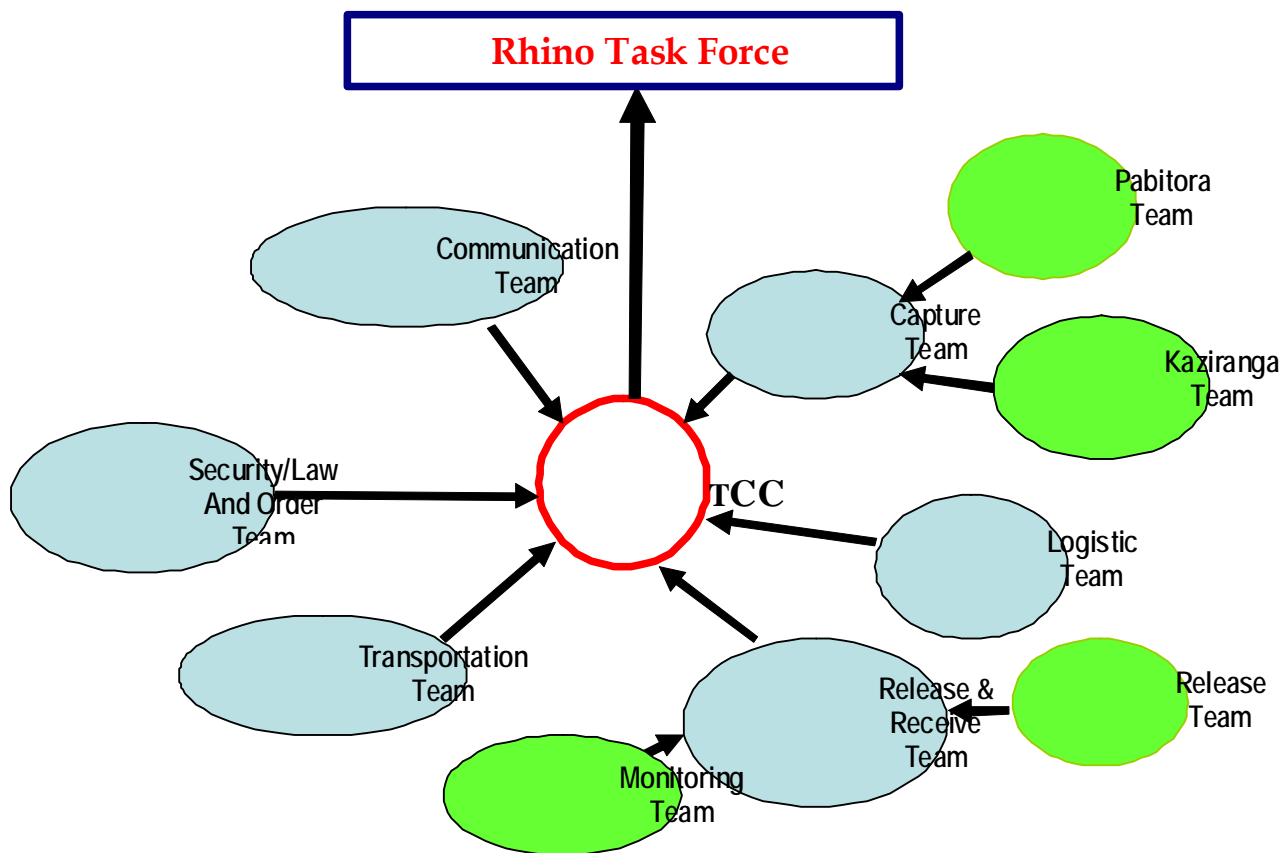 Rhino Task Force
Pabitora
Team
Communication
Team
Capture
Team
Kaziranga
Team
Security/Law
And Order
Team
TCC
Logistic
Team
Transportation
Team
Release &
Receive
Team
Release
Team
Monitoring
Team